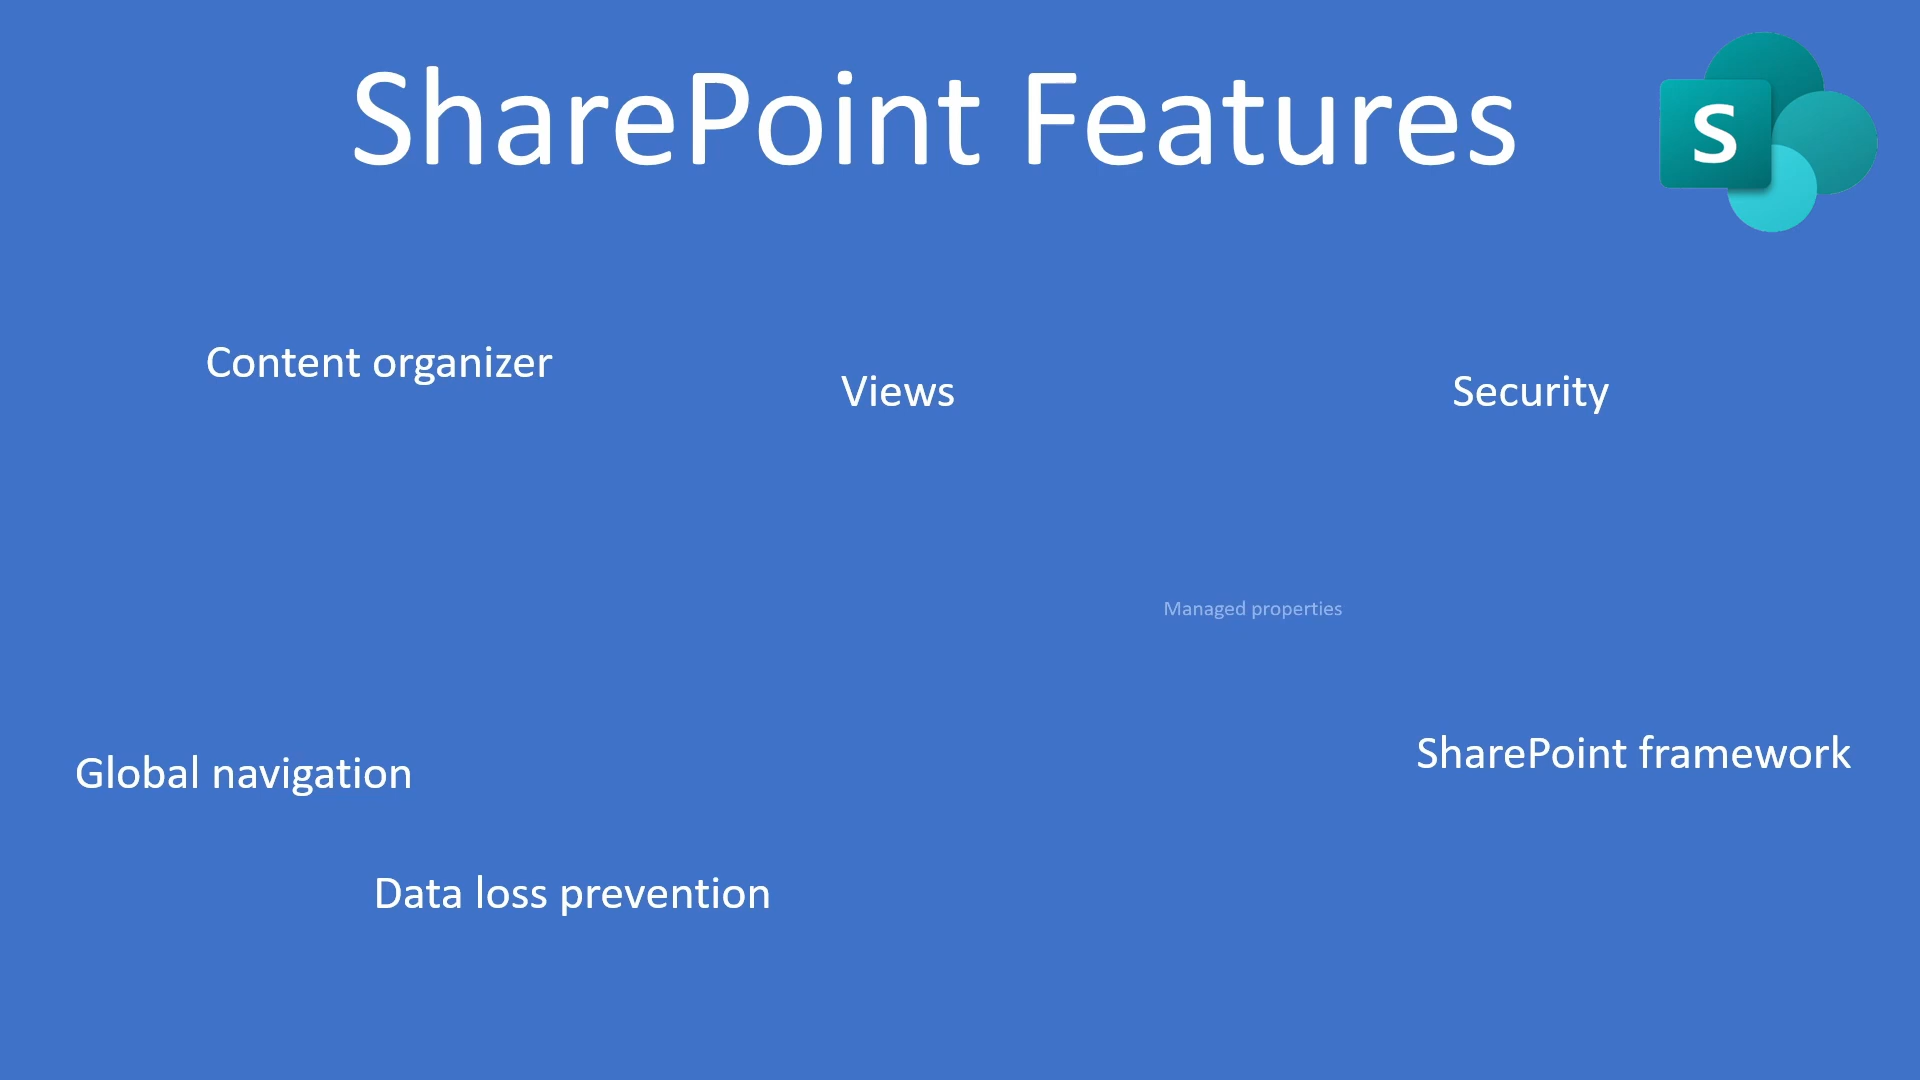 SharePoint Features
S
Content organizer
Views
Security
Managed properties
SharePoint framework
Global navigation
Data loss prevention